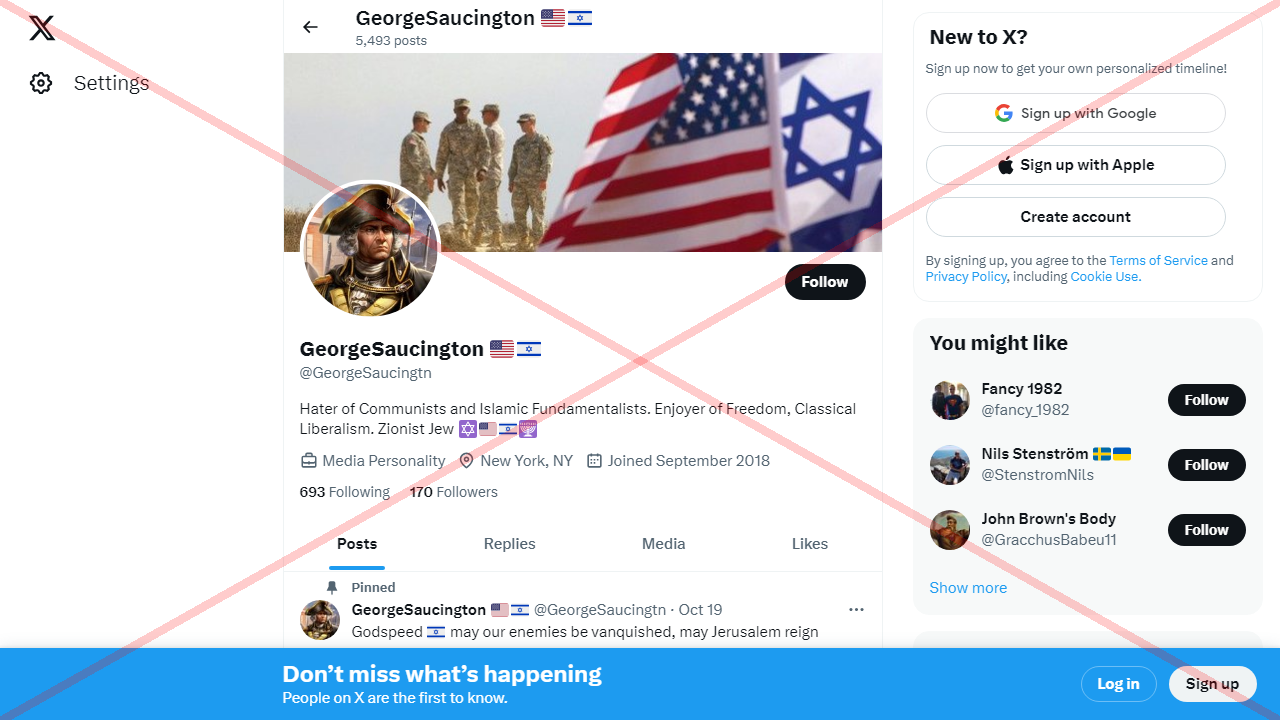 GeorgeSaucington 🇺🇸🇮🇱
5,493 posts
Settings
Follow
GeorgeSaucington 🇺🇸🇮🇱
@GeorgeSaucingtn
Hater of Communists and Islamic Fundamentalists. Enjoyer of Freedom, Classical
Liberalism. Zionist Jew ✡️🇺🇸🇮🇱🕎
Media Personality New York, NY Joined September 2018
693 Following 170 Followers
Posts Replies Media Likes
Pinned
GeorgeSaucington 🇺🇸🇮🇱 @GeorgeSaucingtn · Oct 19
Godspeed 🇮🇱 may our enemies be vanquished, may Jerusalem reign
New to X?
Sign up now to get your own personalized timeline!
Sign up with Google
Sign up with Apple
Create account
By signing up, you agree to the Terms of Service and
Privacy Policy, including Cookie Use.
You might like
Fancy 1982
@fancy_1982
Follow
Nils Stenström 🇸🇪🇺🇦
@StenstromNils
Follow
John Brown's Body
@GracchusBabeu11
Follow
Show more
Don’t miss what’s happening
People on X are the first to know.
Log in
Sign up